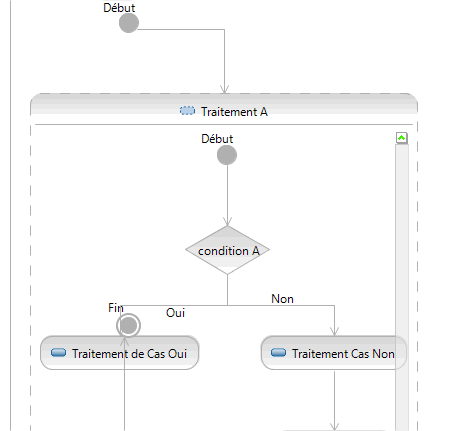 Début
Traitement A
Début
condition A
Non
Fin
Oui
Traitement de Cas Oui
Traitement Cas Non